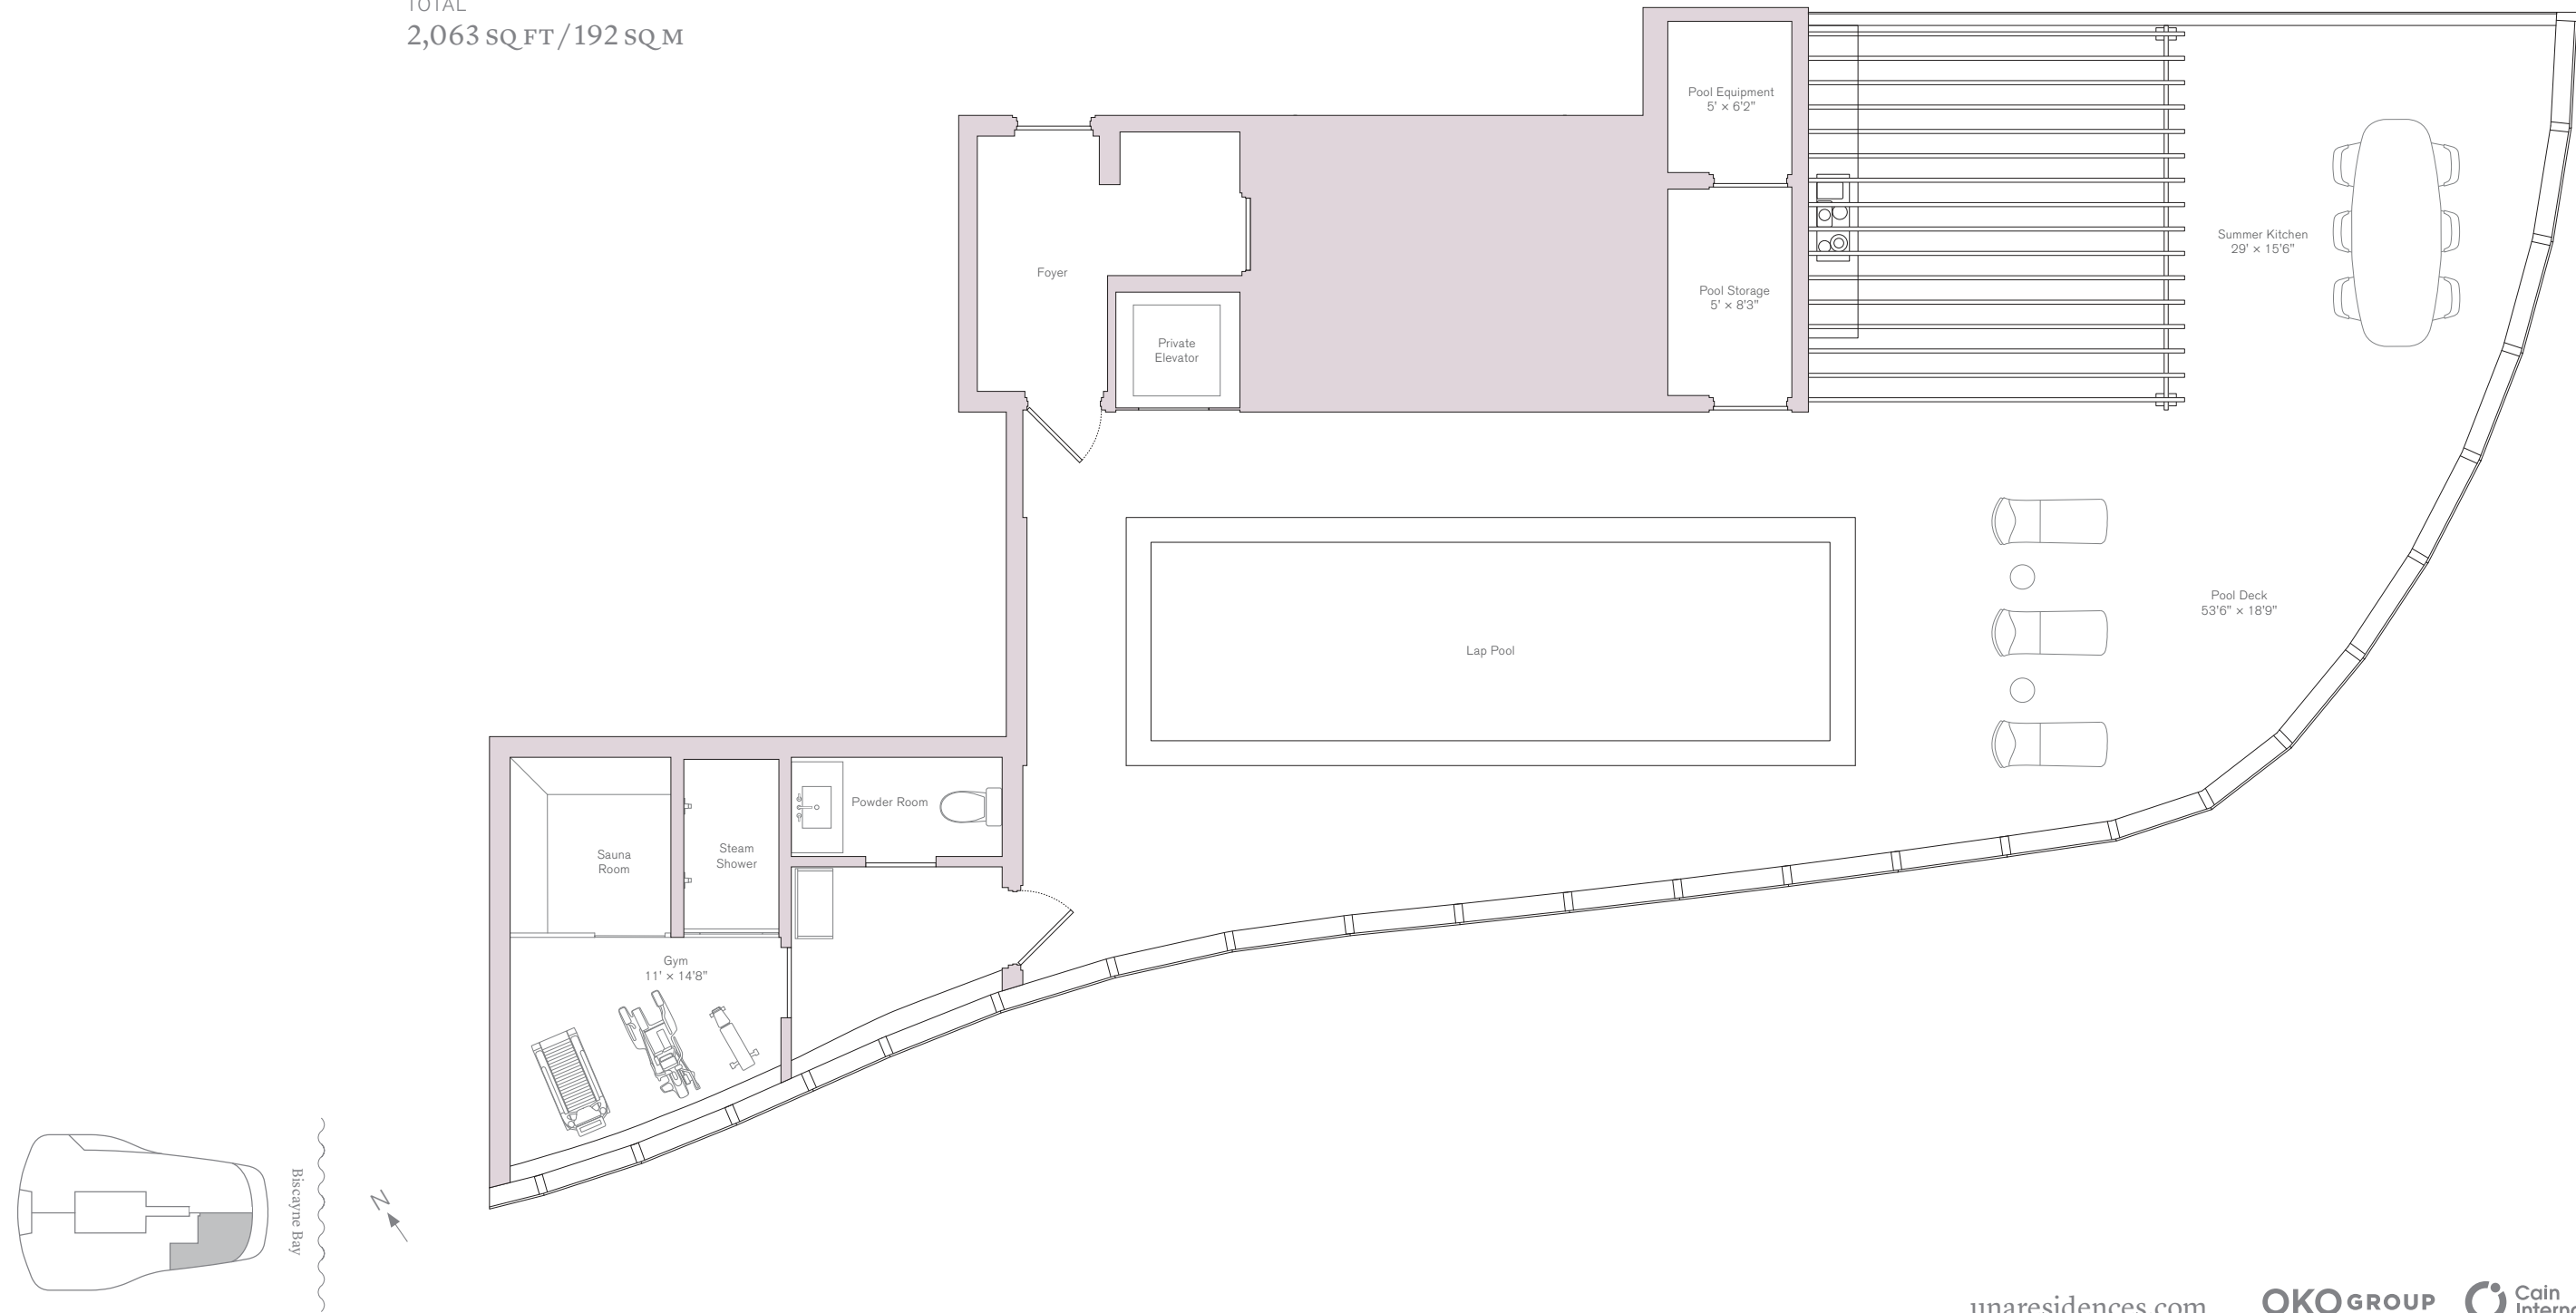 TOTAL
2,063 SQ FT / 192 SQ M
Pool Equipment
5' × 6'2"
Summer Kitchen
29' × 15'6"
Foyer
Pool Storage
5' × 8'3"
Private
Elevator
Pool Deck
53'6" × 18'9"
Lap Pool
Powder Room
Sauna
Room
Steam
Shower
Gym
11' × 14'8"
Biscayne Bay
N
unaresidences.com
OKO GROUP
Cain